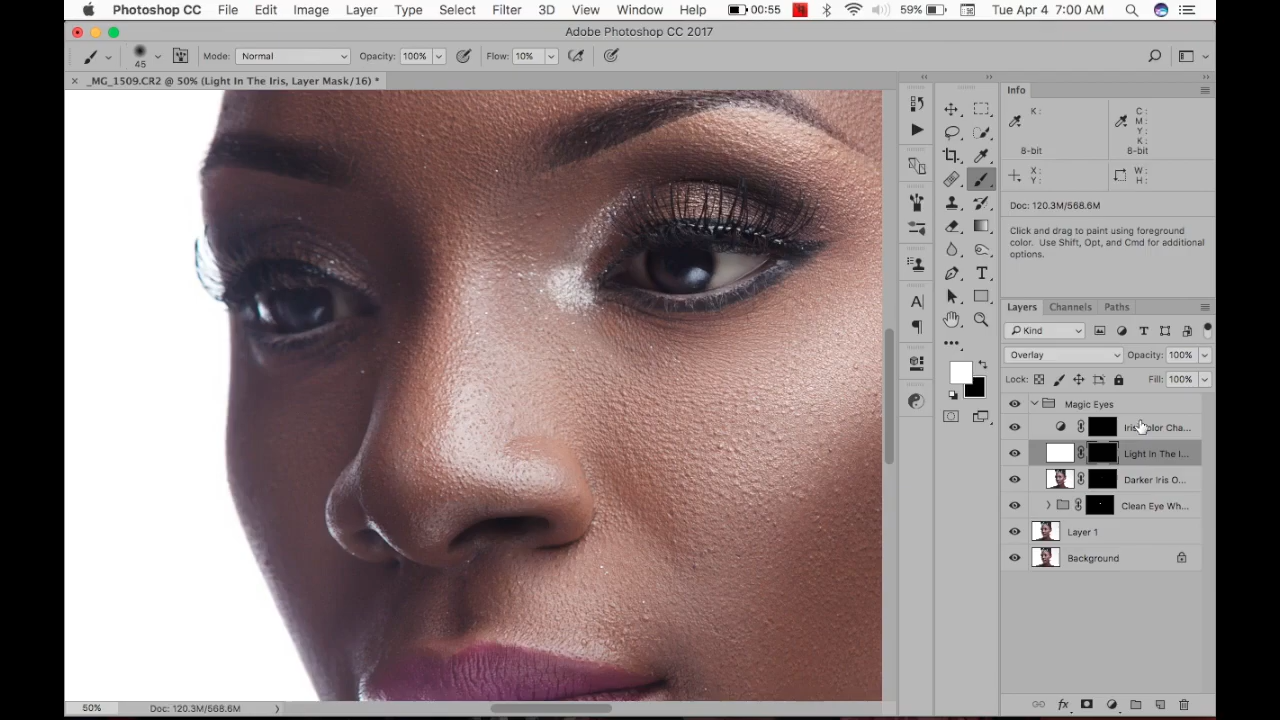 Photoshop CC File Edit Image Layer Type Select Filter 3D View Window Help 00:55 59% Tue Apr 4 7:00 AM
Adobe Photoshop CC 2017
45 Mode: Normal Opacity: 100% Flow: 10%
_MG_1509.CR2 @ 50% (Light In The Iris, Layer Mask/16) *
Info
K: C:
M:
Y:
K:
8-bit 8-bit
X: W:
Y: H:
Doc: 120.3M/568.6M
Click and drag to paint using foreground
color. Use Shift, Opt, and Cmd for additional
options.
Layers Channels Paths
Kind
Overlay Opacity: 100%
Lock: Fill: 100%
Magic Eyes
Iris Color Cha...
Light In The I...
Darker Iris O...
Clean Eye Wh...
Layer 1
Background
50% Doc: 120.3M/568.6M